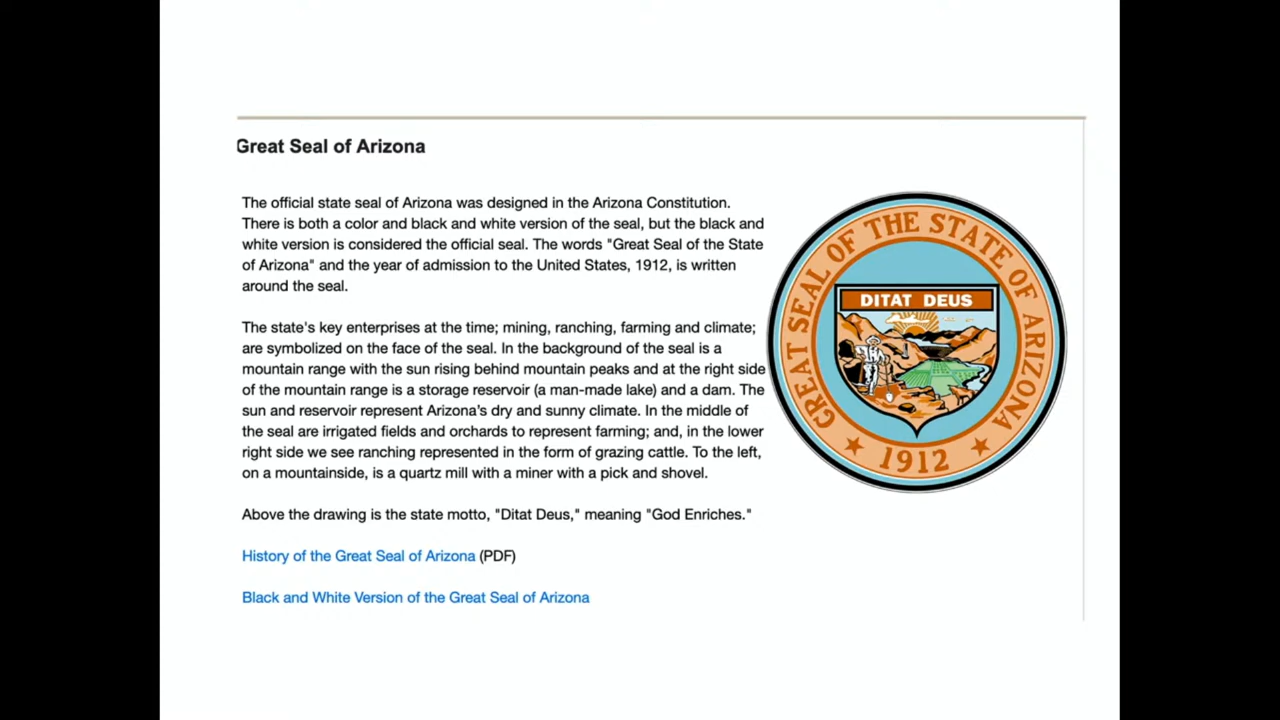 Great Seal of Arizona
The official state seal of Arizona was designed in the Arizona Constitution.
There is both a color and black and white version of the seal, but the black and
white version is considered the official seal. The words "Great Seal of the State
of Arizona" and the year of admission to the United States, 1912, is written
around the seal.
The state's key enterprises at the time; mining, ranching, farming and climate;
are symbolized on the face of the seal. In the background of the seal is a
mountain range with the sun rising behind mountain peaks and at the right side
of the mountain range is a storage reservoir (a man-made lake) and a dam. The
sun and reservoir represent Arizona's dry and sunny climate. In the middle of
the seal are irrigated fields and orchards to represent farming; and, in the lower
right side we see ranching represented in the form of grazing cattle. To the left,
on a mountainside, is a quartz mill with a miner with a pick and shovel.
Above the drawing is the state motto, "Ditat Deus," meaning "God Enriches."
History of the Great Seal of Arizona (PDF)
Black and White Version of the Great Seal of Arizona
GREAT SEAL OF THE STATE OF ARIZONA
DITAT DEUS
1912